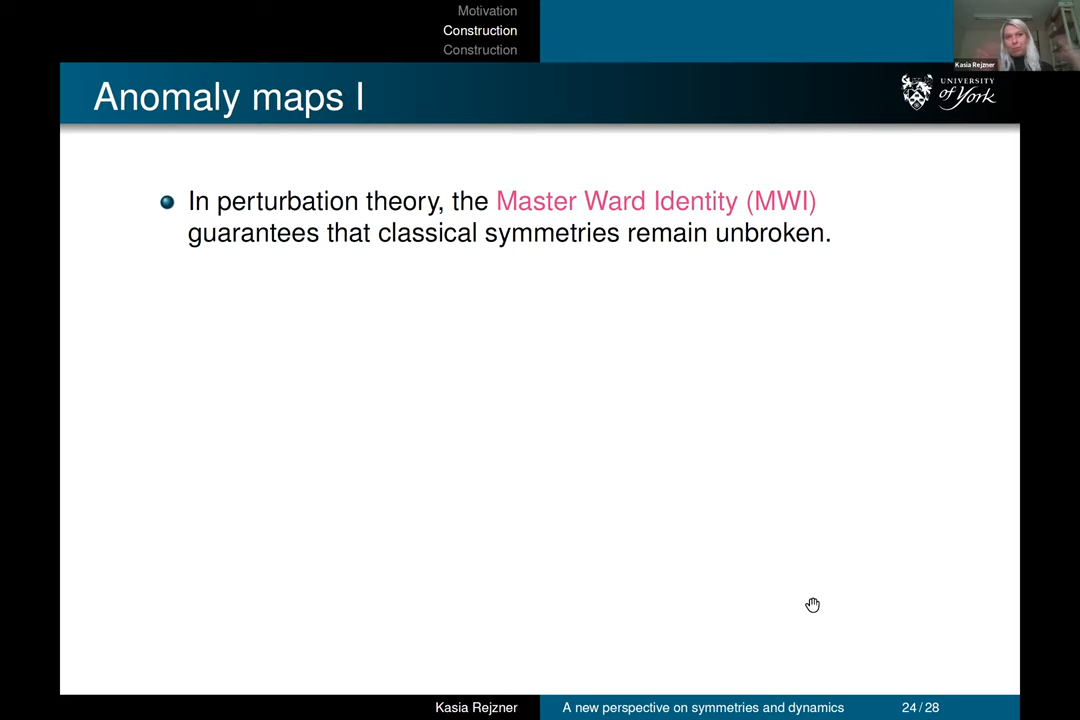 Motivation
Construction
Construction
Kasia Rejzner
Anomaly maps I
UNIVERSITY
of York
In perturbation theory, the Master Ward Identity (MWI)
guarantees that classical symmetries remain unbroken.
Kasia Rejzner
A new perspective on symmetries and dynamics
24 / 28